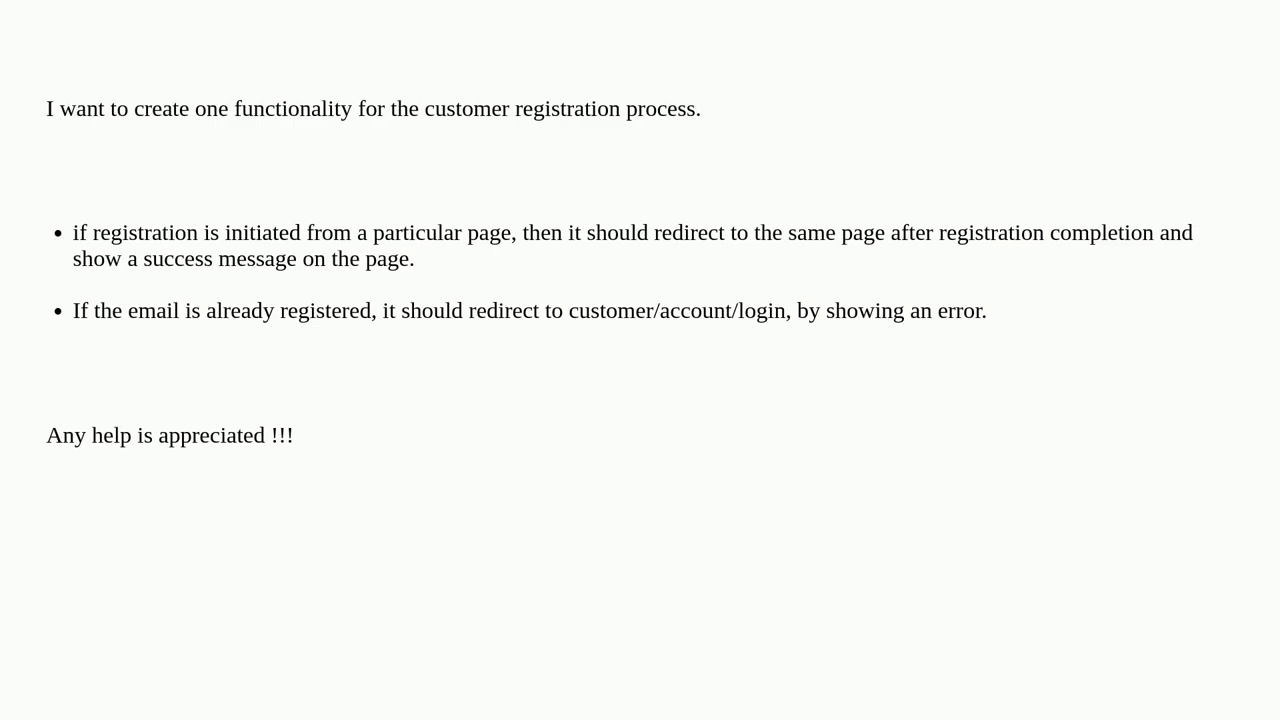 I want to create one functionality for the customer registration process.
• if registration is initiated from a particular page, then it should redirect to the same page after registration completion and
show a success message on the page.
• If the email is already registered, it should redirect to customer/account/login, by showing an error.
Any help is appreciated !!!